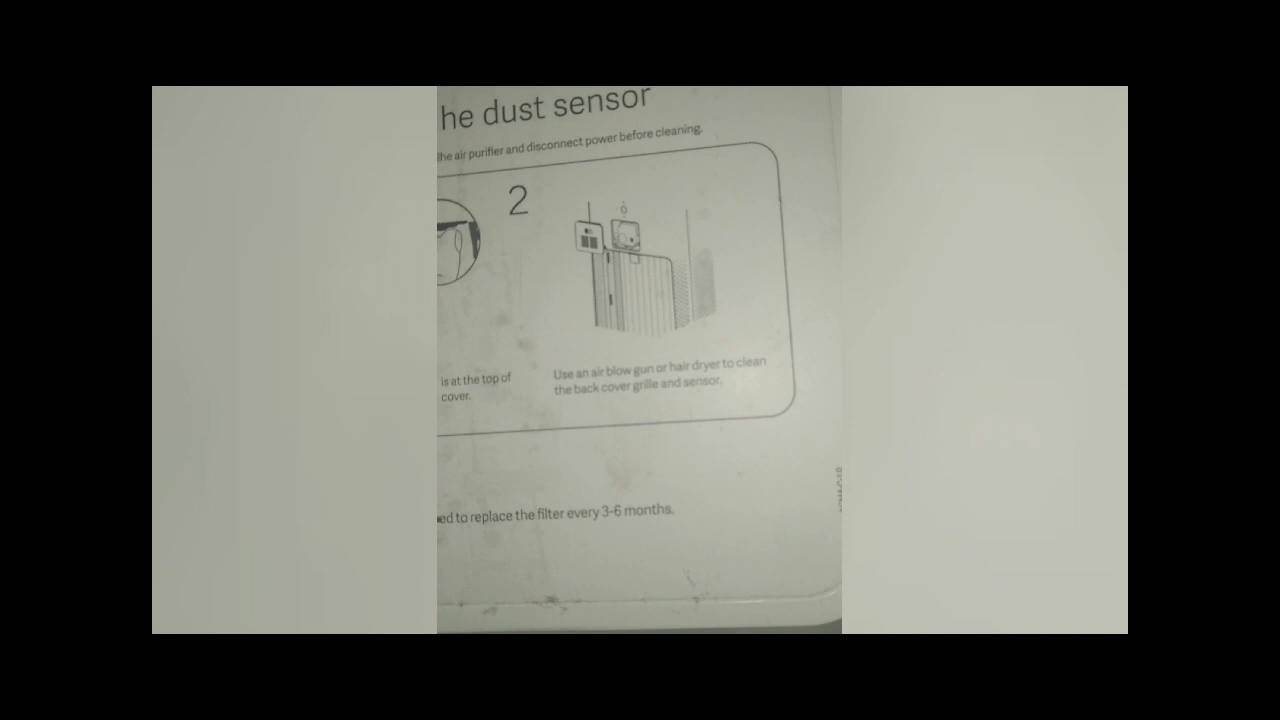 he dust sensor
he air purifier and disconnect power before cleaning.
2
is at the top of
cover.
Use an air blow gun or hair dryer to clean
the back cover grille and sensor.
ed to replace the filter every 3-6 months.